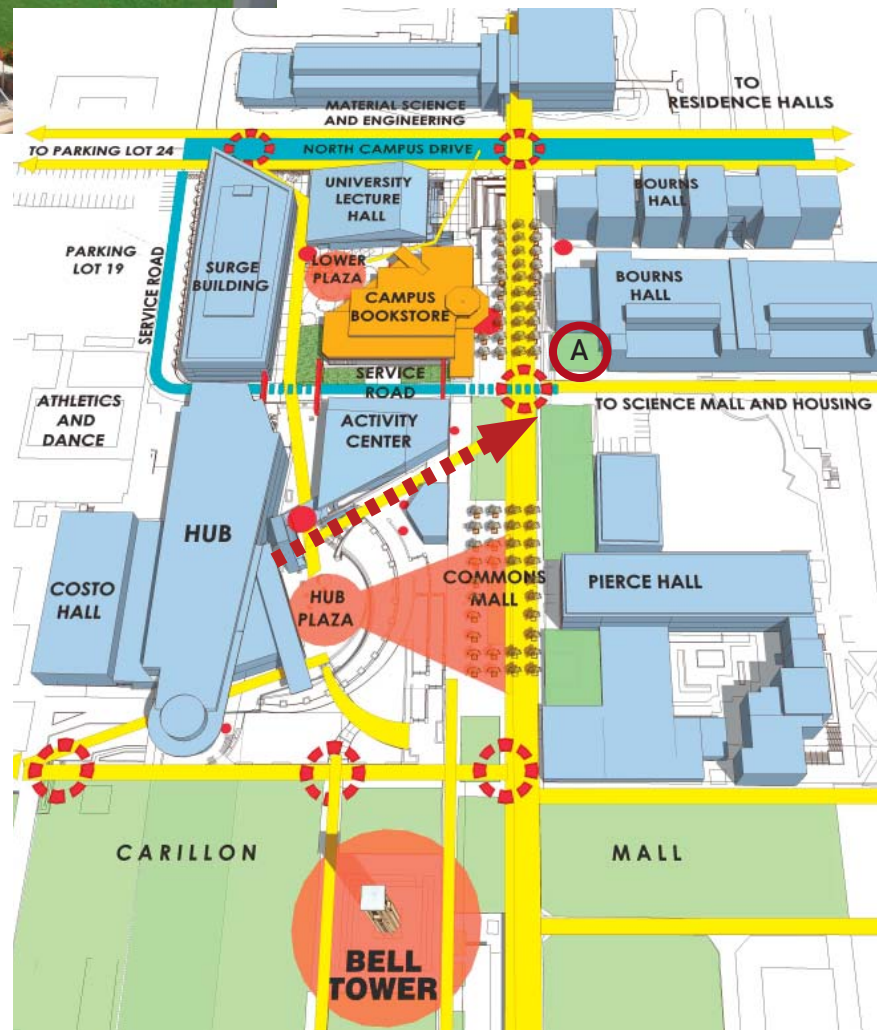 MATERIAL SCIENCE
AND ENGINEERING
TO
RESIDENCE HALLS
TO PARKING LOT 24
NORTH CAMPUS DRIVE
UNIVERSITY
LECTURE
HALL
BOURNS
HALL
PARKING
LOT 19
SERVICE ROAD
SURGE
BUILDING
LOWER
PLAZA
CAMPUS
BOOKSTORE
BOURNS
HALL
A
SERVICE
ROAD
TO SCIENCE MALL AND HOUSING
ATHLETICS
AND
DANCE
ACTIVITY
CENTER
HUB
COSTO
HALL
HUB
PLAZA
COMMONS
MALL
PIERCE HALL
CARILLON
MALL
BELL
TOWER